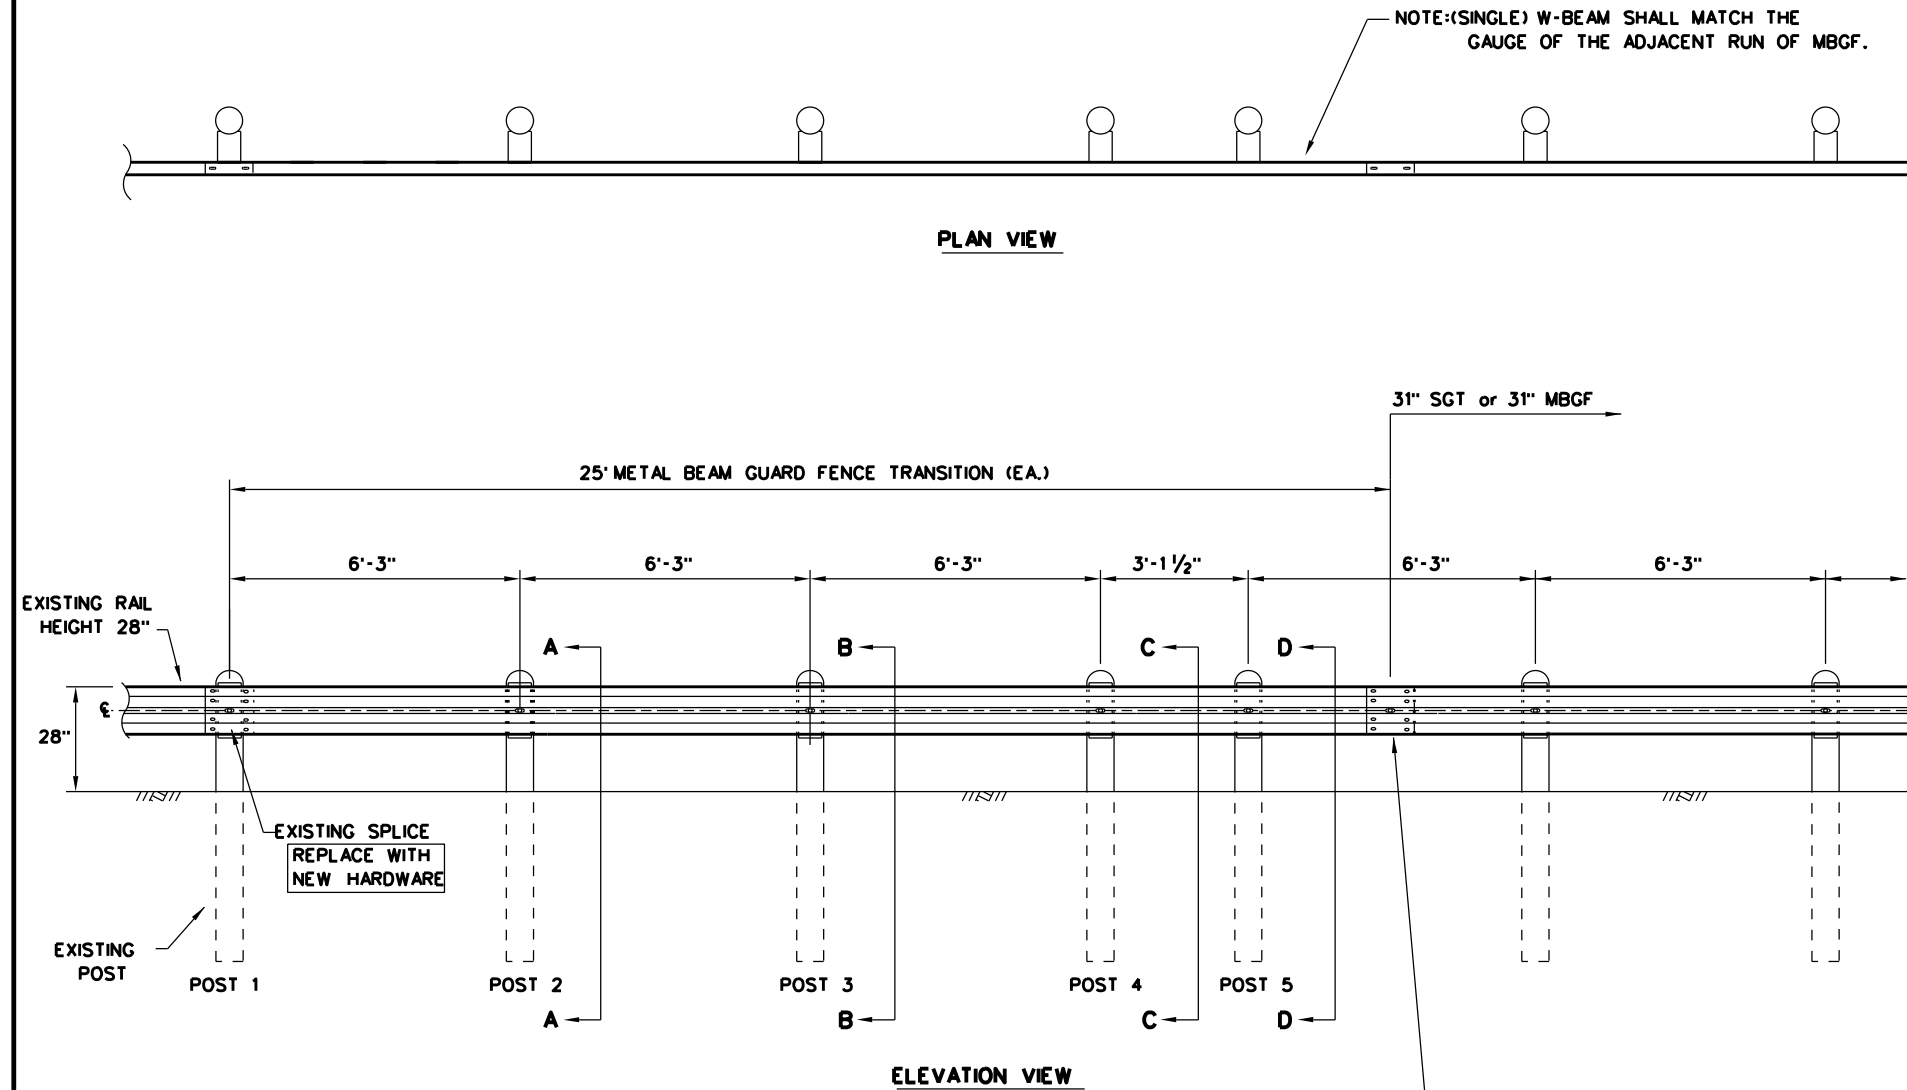 NOTE:(SINGLE) W-BEAM SHALL MATCH THE
GAUGE OF THE ADJACENT RUN OF MBGF.
PLAN VIEW
31" SGT or 31" MBGF
25' METAL BEAM GUARD FENCE TRANSITION (EA.)
6'-3"
6'-3"
6'-3"
3'-1 1/2"
6'-3"
6'-3"
EXISTING RAIL
HEIGHT 28"
A
B
C
D
℄
28"
EXISTING SPLICE
REPLACE WITH
NEW HARDWARE
EXISTING
POST
POST 1
POST 2
POST 3
POST 4
POST 5
A
B
C
D
ELEVATION VIEW